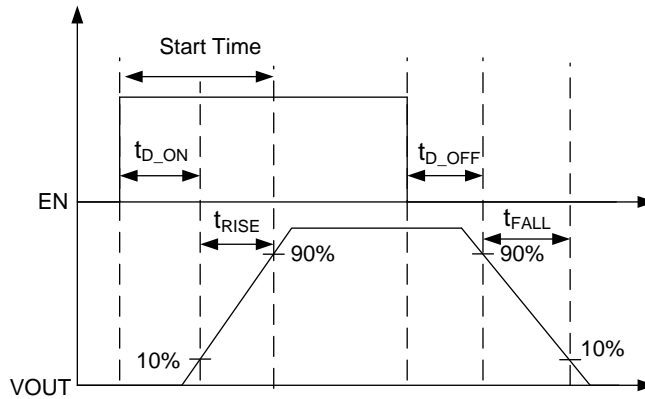 Start Time
tD_ON
tD_OFF
EN
tRISE
tFALL
90%
90%
10%
10%
VOUT